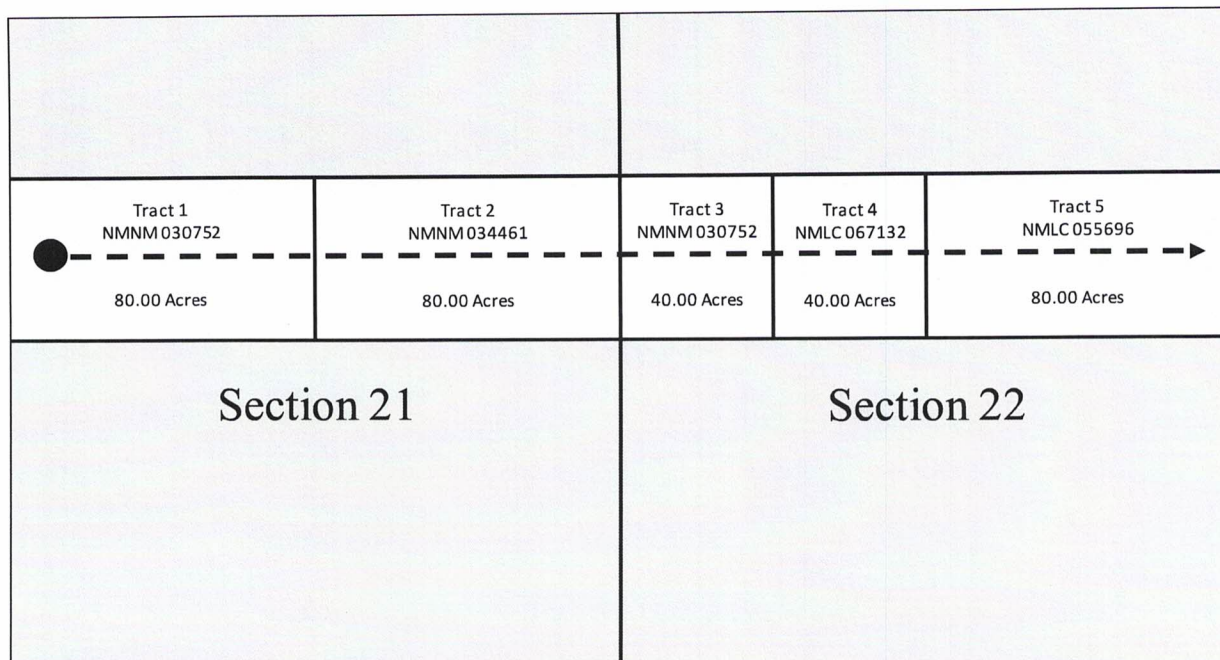 Tract 1
NMNM 030752
80.00 Acres
Tract 2
NMNM 034461
80.00 Acres
Tract 3
NMNM 030752
40.00 Acres
Tract 4
NMLC 067132
40.00 Acres
Tract 5
NMLC 055696
80.00 Acres
Section 21
Section 22